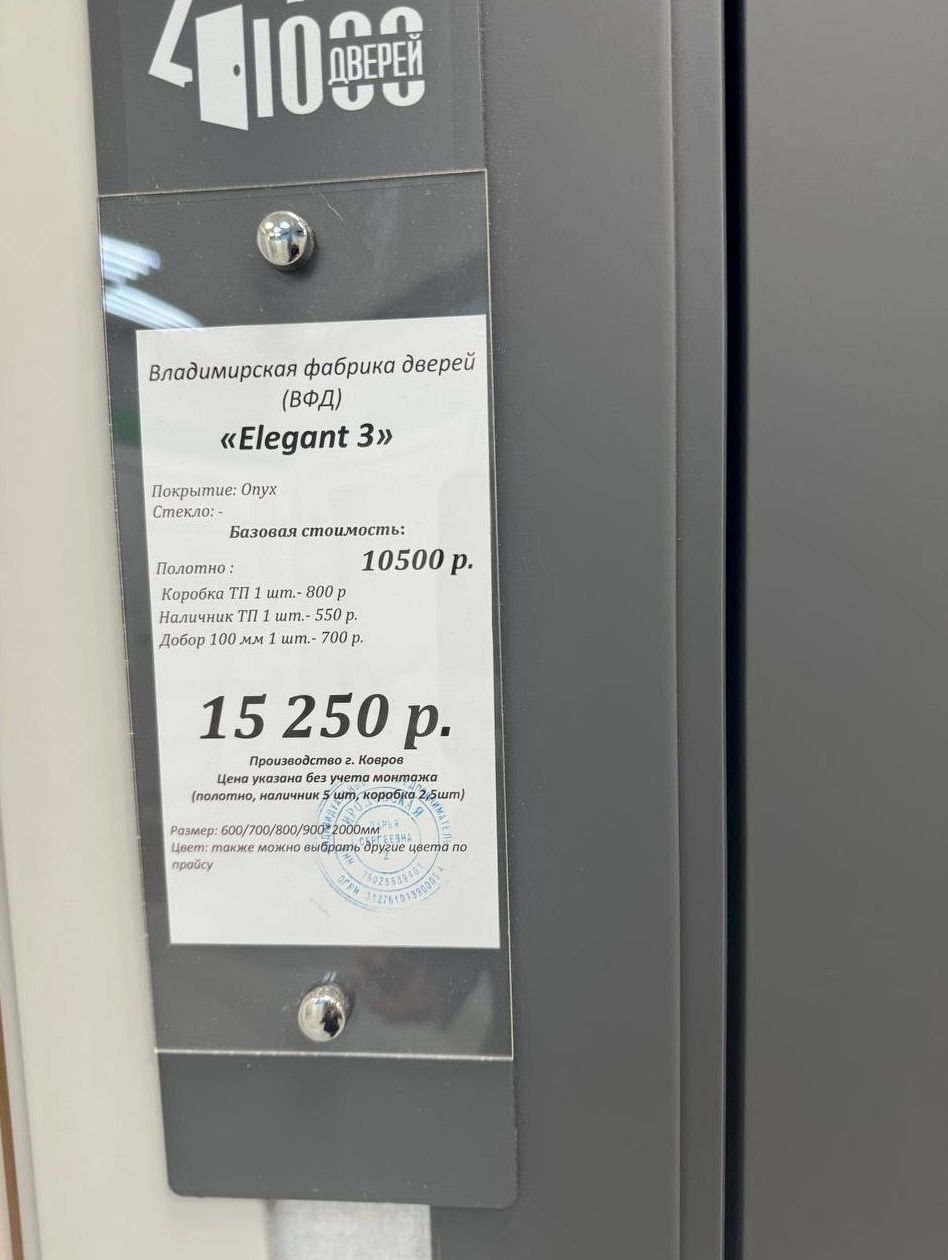 1000
ДВЕРЕЙ
Владимирская фабрика дверей
(ВФД)
«Elegant 3»
Покрытие: Onyx
Стекло: -
Базовая стоимость:
Полотно : 10500 р.
Коробка ТП 1 шт.- 800 р
Наличник ТП 1 шт.- 550 р.
Добор 100 мм 1 шт.- 700 р.
15 250 р.
Производство г. Ковров
Цена указана без учета монтажа
(полотно, наличник 5 шт, коробка 2,5шт)
Размер: 600/700/800/900*2000мм
Цвет: также можно выбрать другие цвета по
прайсу
ДАРЬЯ
СЕРГЕЕВНА
ОГРН